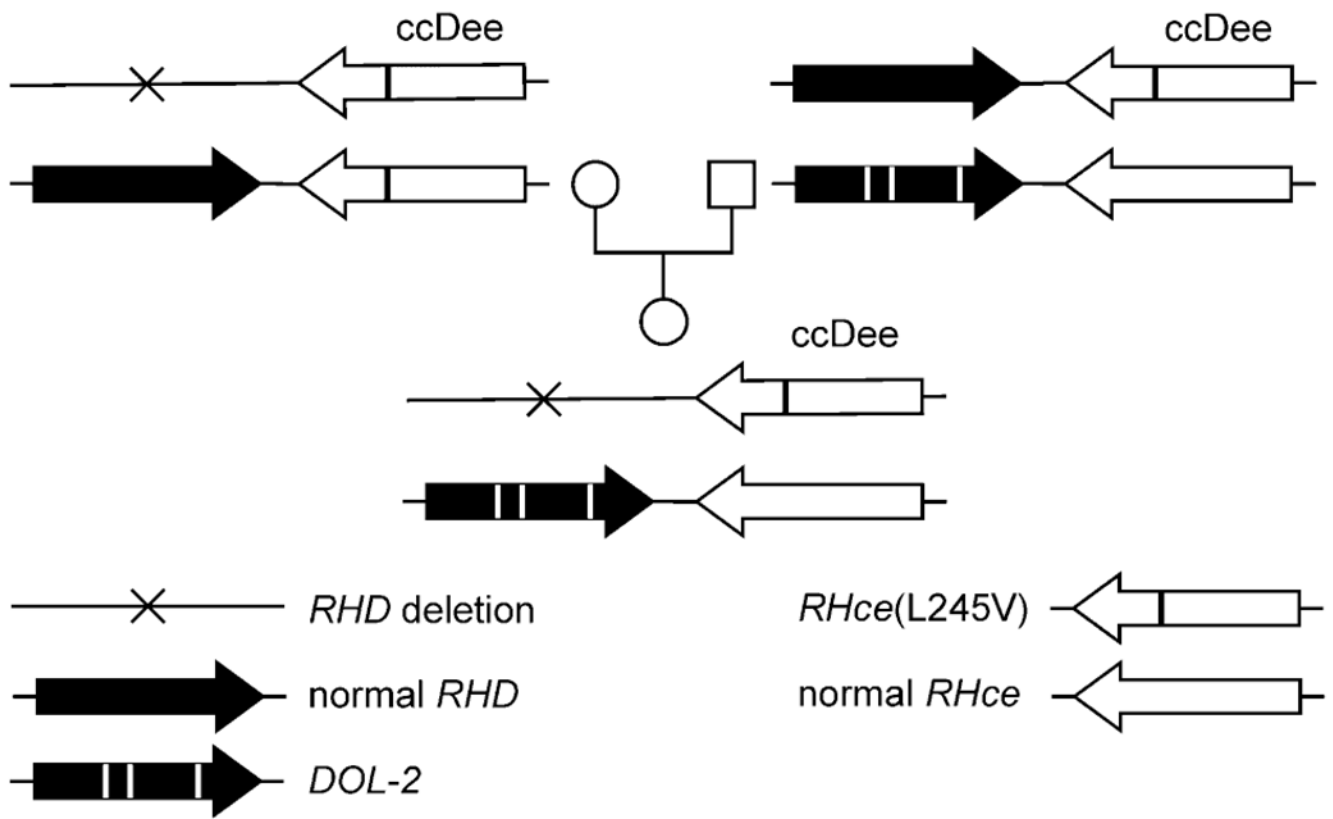 ccDee
ccDee
ccDee
RHD deletion
RHce(L245V)
normal RHD
normal RHce
DOL-2